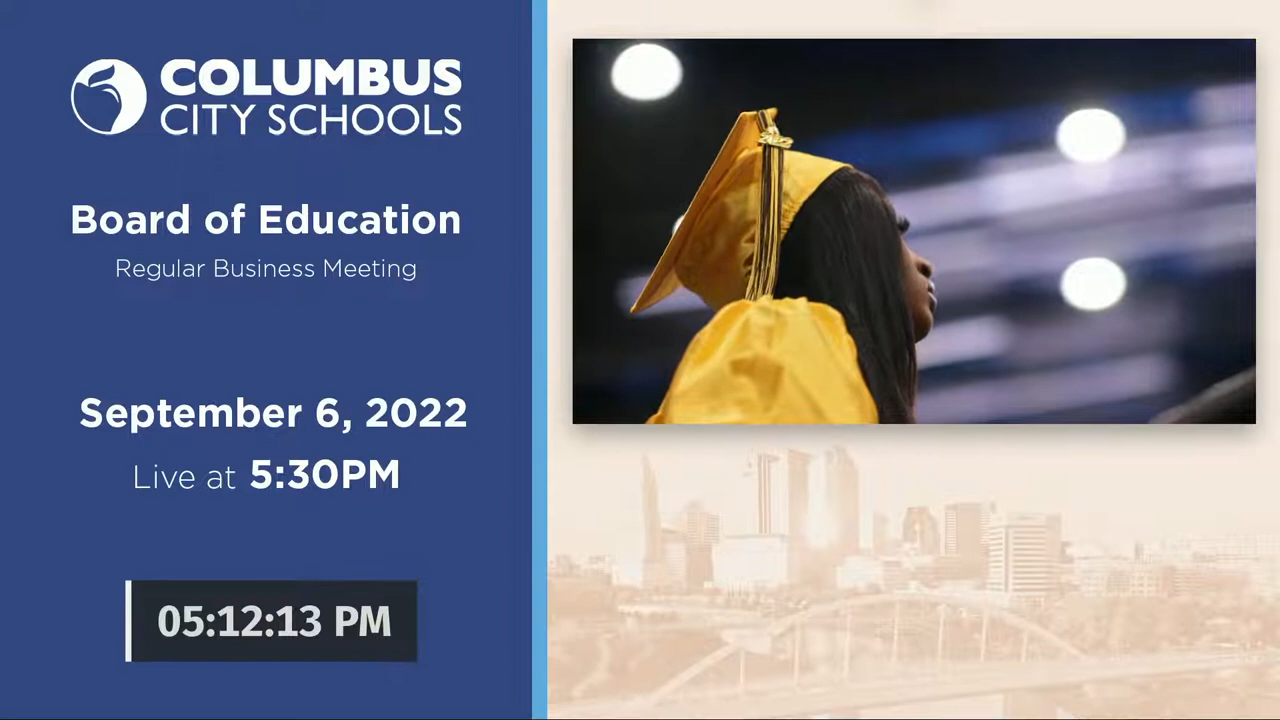 COLUMBUS
CITY SCHOOLS
Board of Education
Regular Business Meeting
September 6, 2022
Live at 5:30PM
05:12:13 PM